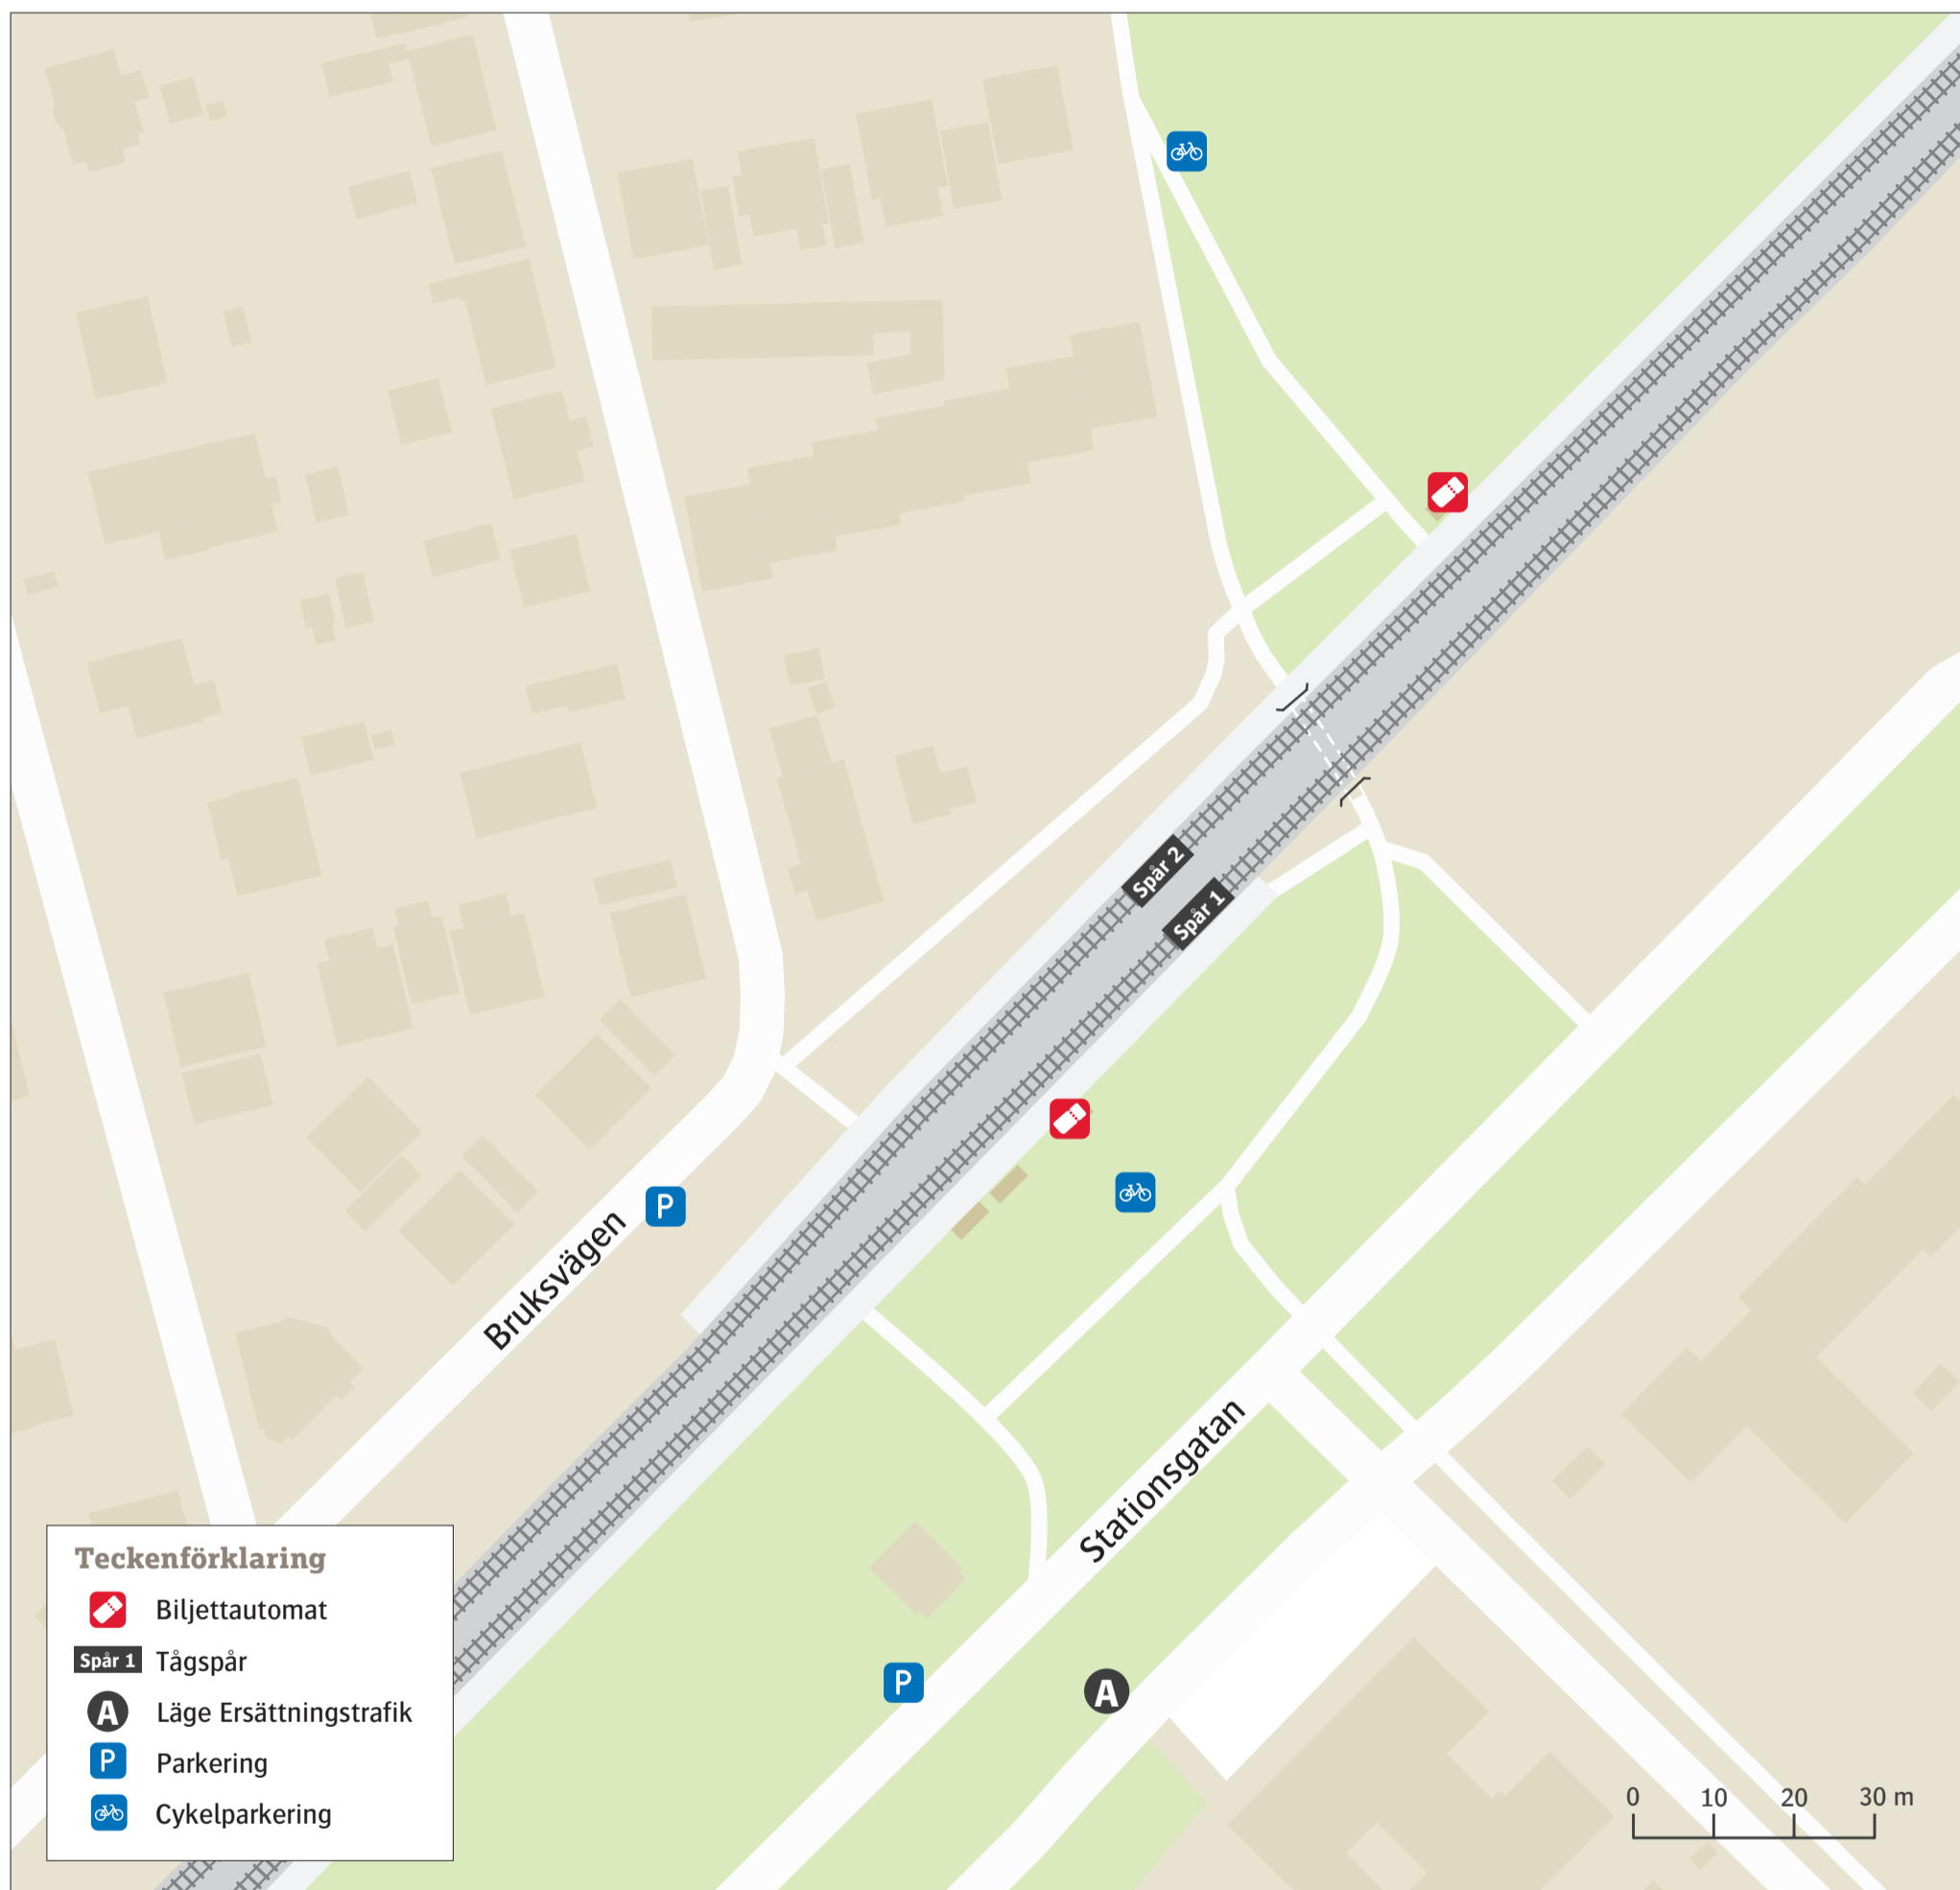 Spår 2
Spår 1
P
Bruksvägen
Stationsgatan
P
A
Teckenförklaring
Biljettautomat
Spår 1 Tågspår
A Läge Ersättningstrafik
P Parkering
Cykelparkering
0 10 20 30 m